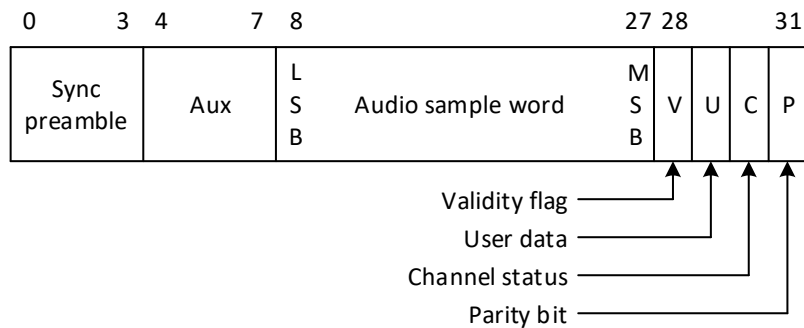 0 3 4 7 8 27 28 31
Sync
preamble
Aux
L
S
B
Audio sample word
M
S
B
V
U
C
P
Validity flag
User data
Channel status
Parity bit